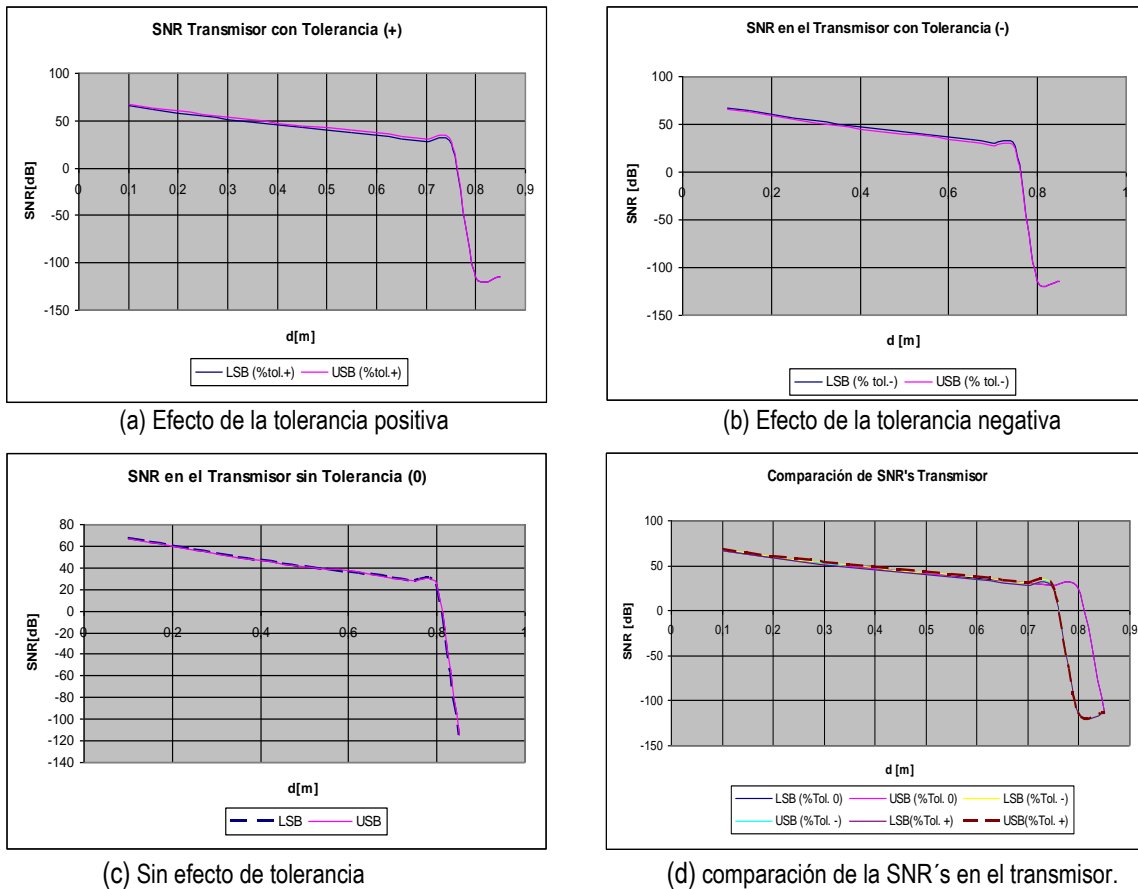 SNR Transmisor con Tolerancia (+)
100
50
0
-50
-100
-150
0 0.1 0.2 0.3 0.4 0.5 0.6 0.7 0.8 0.9
SNR[dB]
d[m]
LSB (%tol.+) USB (%tol.+)
(a) Efecto de la tolerancia positiva
SNR en el Transmisor con Tolerancia (-)
100
50
0
-50
-100
-150
0 0.2 0.4 0.6 0.8 1
SNR [dB]
d [m]
LSB (% tol.-) USB (% tol.-)
(b) Efecto de la tolerancia negativa
SNR en el Transmisor sin Tolerancia (0)
80
60
40
20
0
-20
-40
-60
-80
-100
-120
-140
0 0.2 0.4 0.6 0.8 1
SNR[dB]
d[m]
LSB USB
(c) Sin efecto de tolerancia
Comparación de SNR's Transmisor
100
50
0
-50
-100
-150
0 0.1 0.2 0.3 0.4 0.5 0.6 0.7 0.8 0.9
SNR [dB]
d [m]
LSB (%Tol. 0) USB (%Tol. 0) LSB (%Tol. -)
USB (%Tol. -) LSB(%Tol. +) USB(%Tol. +)
(d) comparación de la SNR´s en el transmisor.